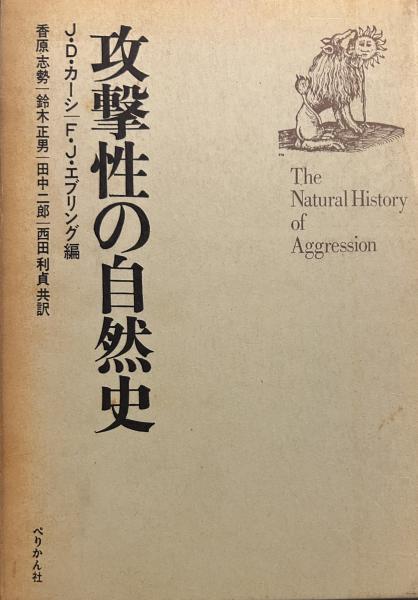 攻撃性の自然史
J・D・カーシ｜F・J・エブリング編
香原志勢｜鈴木正男｜田中二郎｜西田利貞共訳
The
Natural History
of
Aggression
ぺりかん社